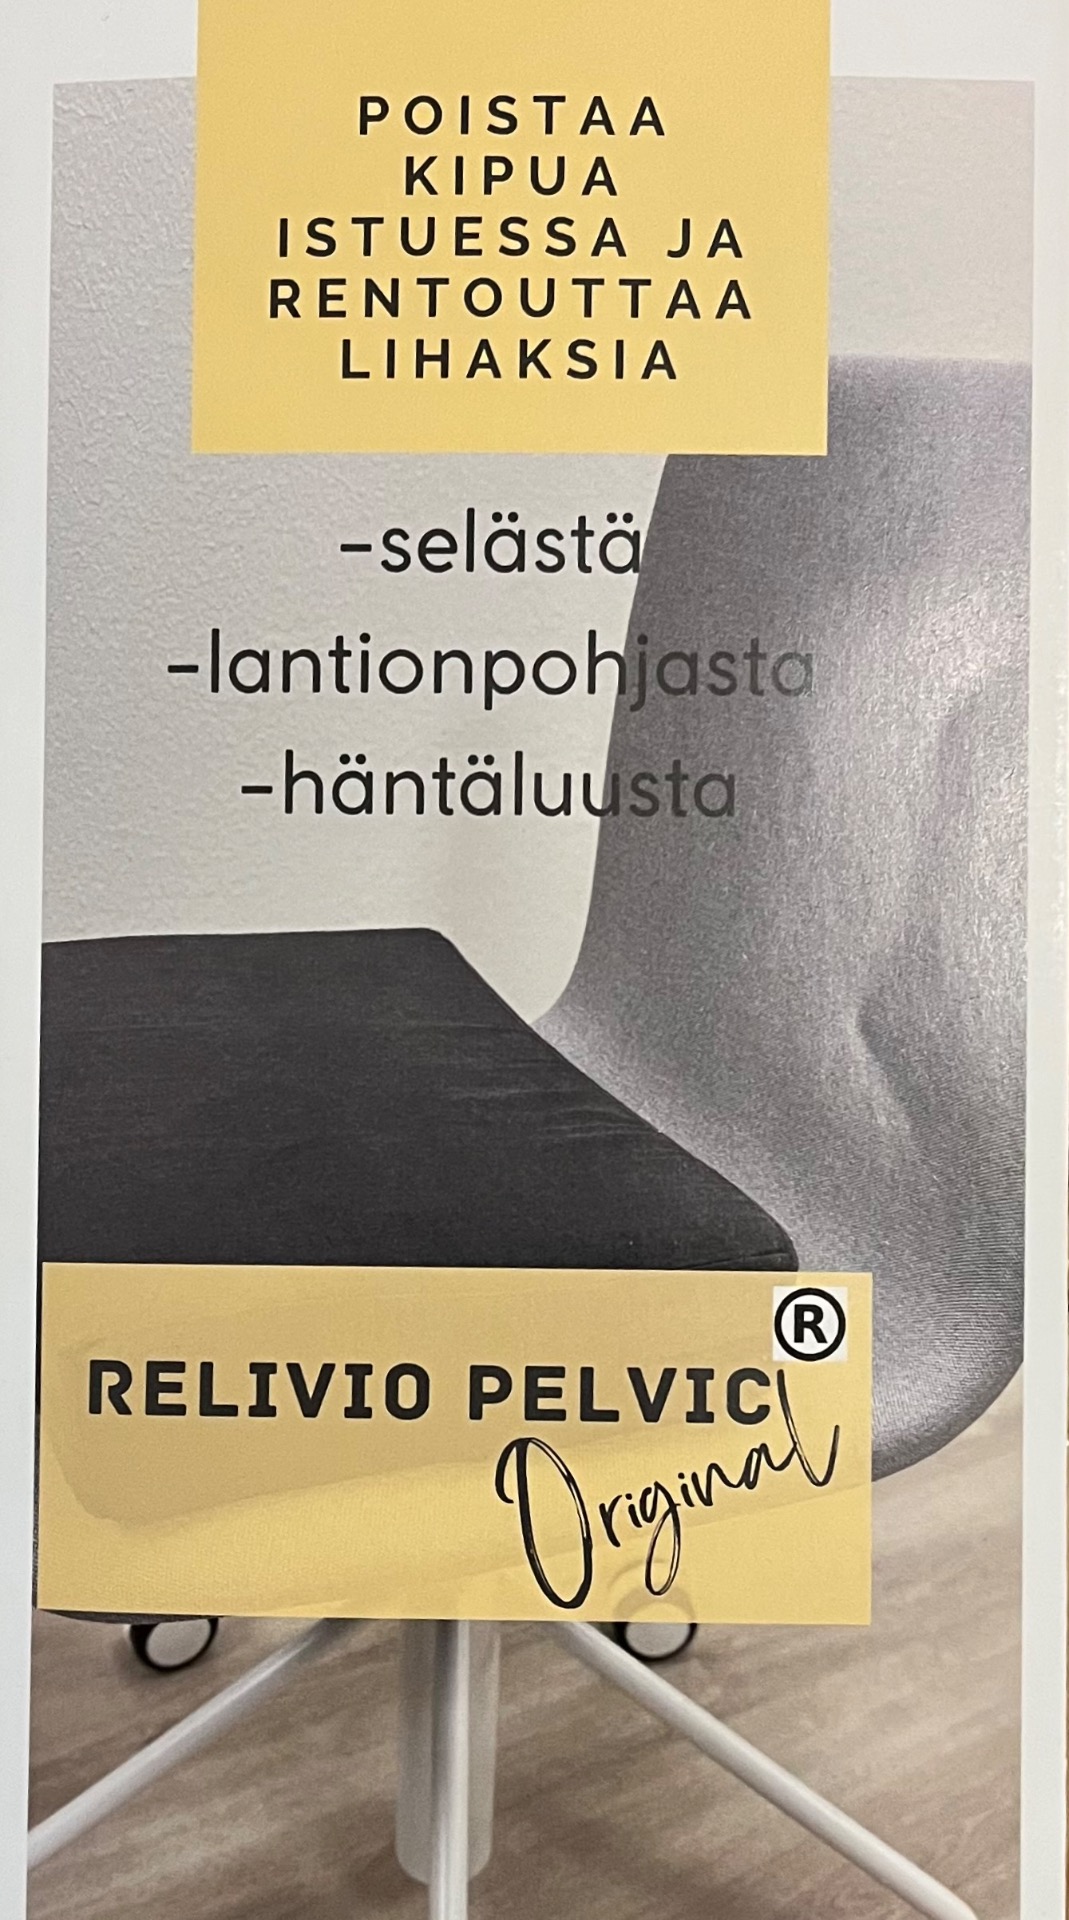 POISTAA
KIPUA
ISTUESSA JA
RENTOUTTAA
LIHAKSIA
-selästä
-lantionpohjasta
-häntäluusta
®
RELIVIO PELVIC
Original